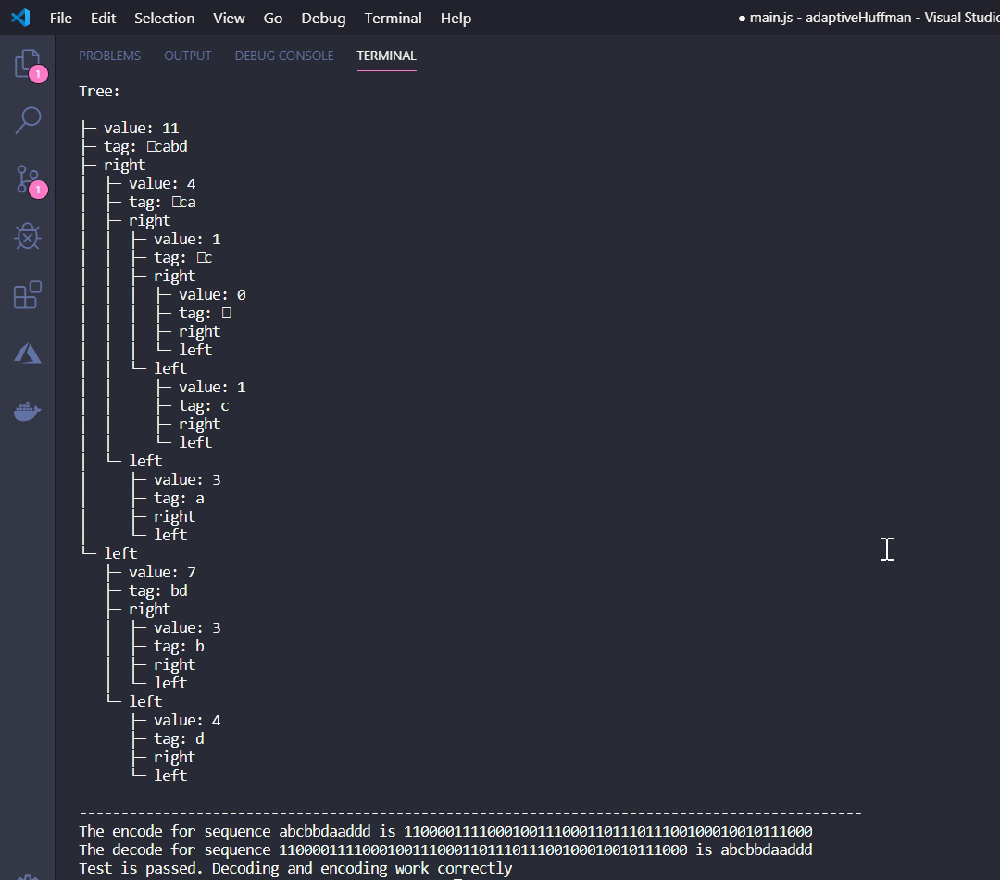 File Edit Selection View Go Debug Terminal Help ● main.js - adaptiveHuffman - Visual Studio
PROBLEMS OUTPUT DEBUG CONSOLE TERMINAL
1
1
Tree:
├─ value: 11
├─ tag: □cabd
├─ right
│  ├─ value: 4
│  ├─ tag: □ca
│  ├─ right
│  │  ├─ value: 1
│  │  ├─ tag: □c
│  │  ├─ right
│  │  │  ├─ value: 0
│  │  │  ├─ tag: □
│  │  │  ├─ right
│  │  │  └─ left
│  │  └─ left
│  │     ├─ value: 1
│  │     ├─ tag: c
│  │     ├─ right
│  │     └─ left
│  └─ left
│     ├─ value: 3
│     ├─ tag: a
│     ├─ right
│     └─ left
└─ left
   ├─ value: 7
   ├─ tag: bd
   ├─ right
   │  ├─ value: 3
   │  ├─ tag: b
   │  ├─ right
   │  └─ left
   └─ left
      ├─ value: 4
      ├─ tag: d
      ├─ right
      └─ left
----------------------------------------------------------------------------------------------
The encode for sequence abcbbdaaddd is 1100001111000100111000110111011100100010010111000
The decode for sequence 1100001111000100111000110111011100100010010111000 is abcbbdaaddd
Test is passed. Decoding and encoding work correctly